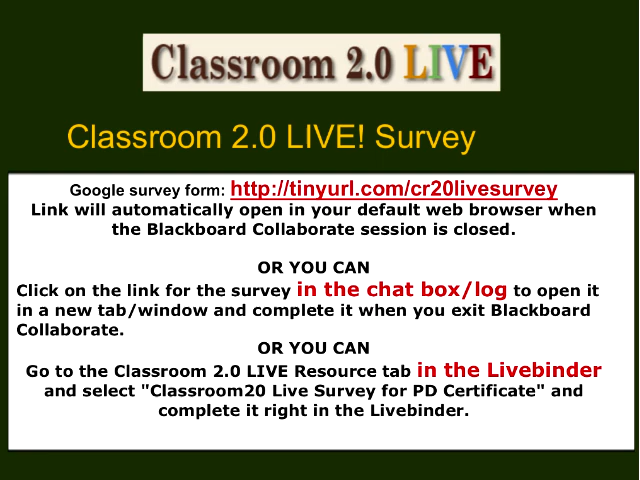 Classroom 2.0 LIVE
Classroom 2.0 LIVE! Survey
Google survey form: http://tinyurl.com/cr20livesurvey
Link will automatically open in your default web browser when
the Blackboard Collaborate session is closed.
OR YOU CAN
Click on the link for the survey in the chat box/log to open it
in a new tab/window and complete it when you exit Blackboard
Collaborate.
OR YOU CAN
Go to the Classroom 2.0 LIVE Resource tab in the Livebinder
and select "Classroom20 Live Survey for PD Certificate" and
complete it right in the Livebinder.